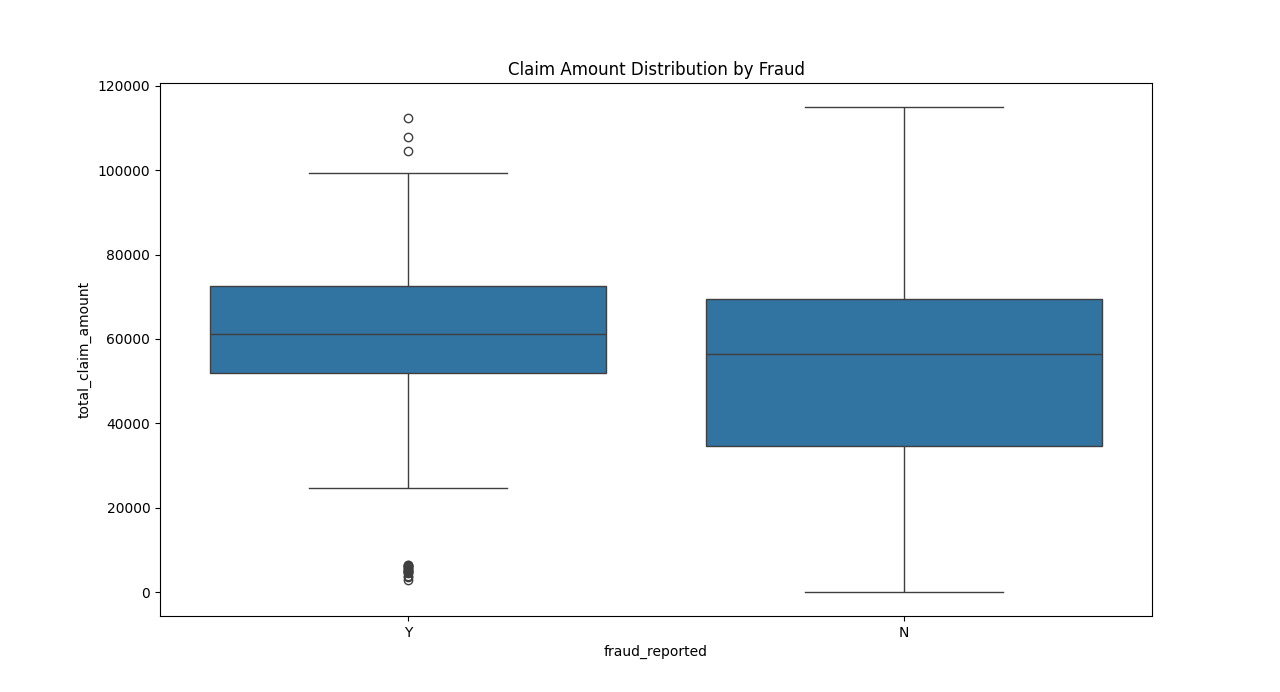 Claim Amount Distribution by Fraud
120000
100000
80000
60000
40000
20000
0
total_claim_amount
Y
N
fraud_reported